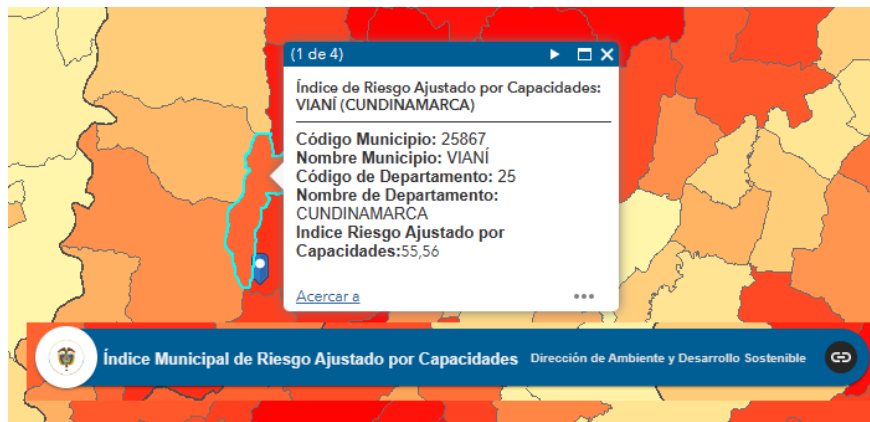 (1 de 4)
Índice de Riesgo Ajustado por Capacidades:
VIANÍ (CUNDINAMARCA)
Código Municipio: 25867
Nombre Municipio: VIANÍ
Código de Departamento: 25
Nombre de Departamento:
CUNDINAMARCA
Indice Riesgo Ajustado por
Capacidades:55,56
Acercar a
Índice Municipal de Riesgo Ajustado por Capacidades Dirección de Ambiente y Desarrollo Sostenible